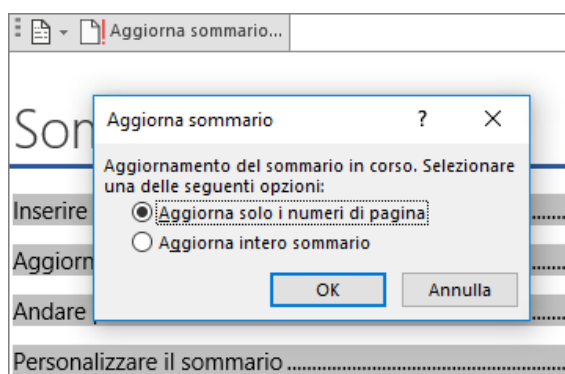 Aggiorna sommario...
Som
Aggiorna sommario ?
Aggiornamento del sommario in corso. Selezionare
una delle seguenti opzioni:
Aggiorna solo i numeri di pagina
Aggiorna intero sommario
OK Annulla
Inserire
Aggiorn
Andare
Personalizzare il sommario ..........................................